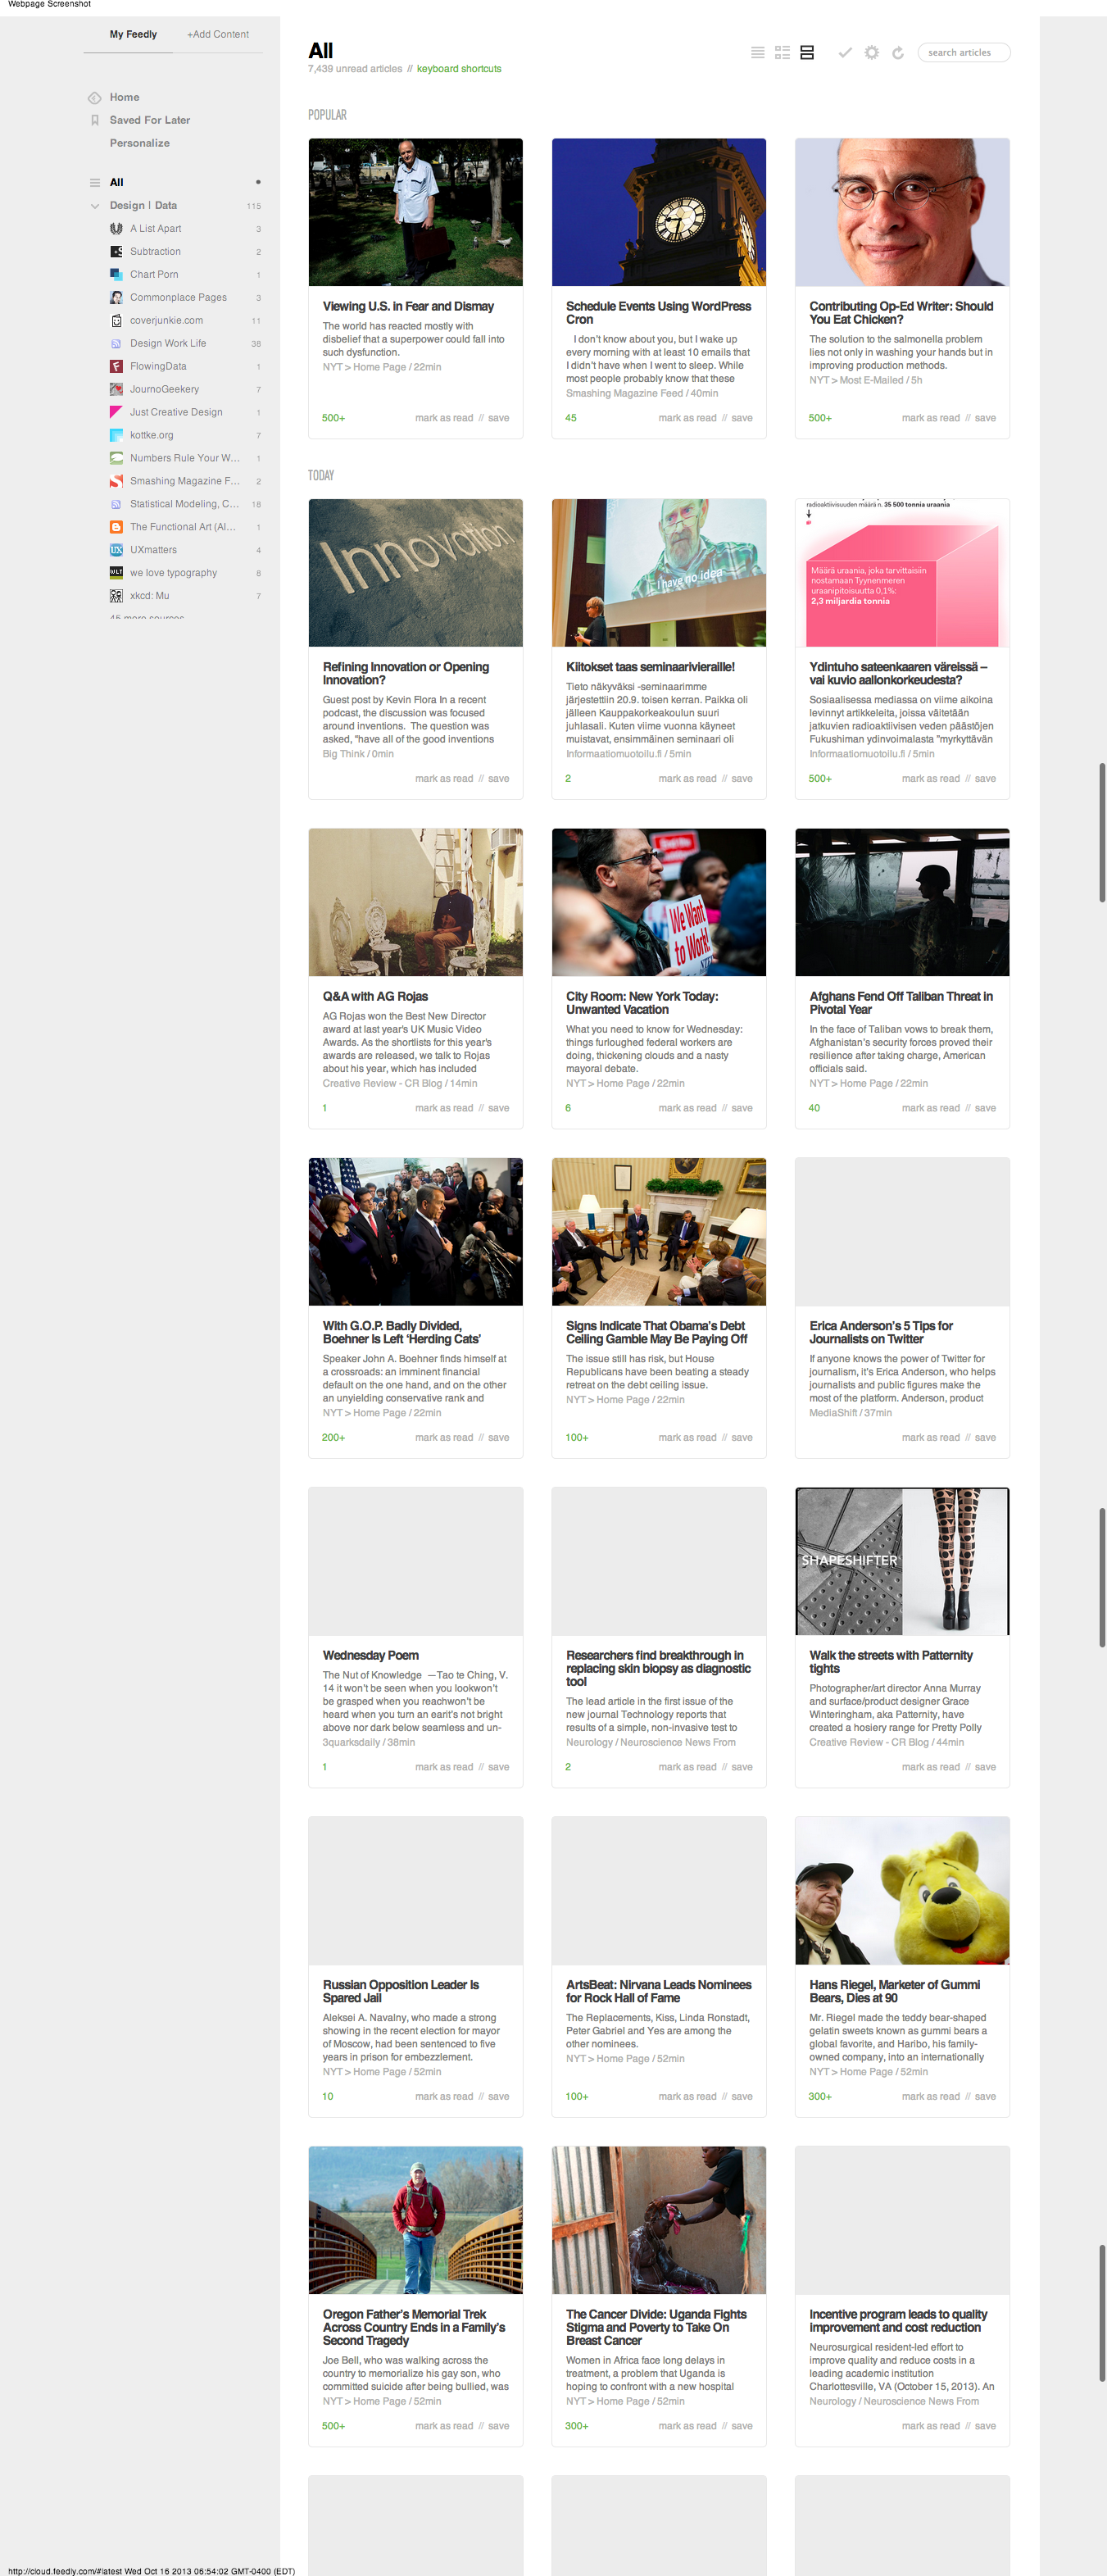 Webpage Screenshot
My Feedly
+Add Content
Home
Saved For Later
Personalize
All
Design | Data 115
A List Apart 3
Subtraction 2
Chart Porn 1
Commonplace Pages 3
coverjunkie.com 11
Design Work Life 38
FlowingData 1
JournoGeekery 7
Just Creative Design 1
kottke.org 7
Numbers Rule Your W... 1
Smashing Magazine F... 2
Statistical Modeling, C... 18
The Functional Art (Al... 1
UXmatters 4
we love typography 8
xkcd: Mu 7
45 more sources
All
7,439 unread articles // keyboard shortcuts
search articles
POPULAR
Viewing U.S. in Fear and Dismay
The world has reacted mostly with
disbelief that a superpower could fall into
such dysfunction.
NYT > Home Page / 22min
500+ mark as read // save
Schedule Events Using WordPress
Cron
I don't know about you, but I wake up
every morning with at least 10 emails that
I didn't have when I went to sleep. While
most people probably know that these
Smashing Magazine Feed / 40min
45 mark as read // save
Contributing Op-Ed Writer: Should
You Eat Chicken?
The solution to the salmonella problem
lies not only in washing your hands but in
improving production methods.
NYT > Most E-Mailed / 5h
500+ mark as read // save
TODAY
Innovation
Refining Innovation or Opening
Innovation?
Guest post by Kevin Flora In a recent
podcast, the discussion was focused
around inventions.  The question was
asked, "have all of the good inventions
Big Think / 0min
mark as read // save
I have no idea
Kiitokset taas seminaarivieraille!
Tieto näkyväksi -seminaarimme
järjestettiin 20.9. toisen kerran. Paikka oli
jälleen Kauppakorkeakoulun suuri
juhlasali. Kuten viime vuonna käyneet
muistavat, ensimmäinen seminaari oli
Informaatiomuotoilu.fi / 5min
2 mark as read // save
radioaktiivisuuden määrä n. 35 500 tonnia uraania
Määrä uraania, joka tarvittaisiin
nostamaan Tyynenmeren
uraanipitoisuutta 0,1%:
2,3 miljardia tonnia
Ydintuho sateenkaaren väreissä –
vai kuvio aallonkorkeudesta?
Sosiaalisessa mediassa on viime aikoina
levinnyt artikkeleita, joissa väitetään
jatkuvien radioaktiivisen veden päästöjen
Fukushiman ydinvoimalasta "myrkyttävän
Informaatiomuotoilu.fi / 5min
500+ mark as read // save
Q&A with AG Rojas
AG Rojas won the Best New Director
award at last year's UK Music Video
Awards. As the shortlists for this year's
awards are released, we talk to Rojas
about his year, which has included
Creative Review - CR Blog / 14min
1 mark as read // save
We Want
to Work!
City Room: New York Today:
Unwanted Vacation
What you need to know for Wednesday:
things furloughed federal workers are
doing, thickening clouds and a nasty
mayoral debate.
NYT > Home Page / 22min
6 mark as read // save
Afghans Fend Off Taliban Threat in
Pivotal Year
In the face of Taliban vows to break them,
Afghanistan's security forces proved their
resilience after taking charge, American
officials said.
NYT > Home Page / 22min
40 mark as read // save
With G.O.P. Badly Divided,
Boehner Is Left 'Herding Cats'
Speaker John A. Boehner finds himself at
a crossroads: an imminent financial
default on the one hand, and on the other
an unyielding conservative rank and
NYT > Home Page / 22min
200+ mark as read // save
Signs Indicate That Obama's Debt
Ceiling Gamble May Be Paying Off
The issue still has risk, but House
Republicans have been beating a steady
retreat on the debt ceiling issue.
NYT > Home Page / 22min
100+ mark as read // save
Erica Anderson's 5 Tips for
Journalists on Twitter
If anyone knows the power of Twitter for
journalism, it's Erica Anderson, who helps
journalists and public figures make the
most of the platform. Anderson, product
MediaShift / 37min
mark as read // save
Wednesday Poem
The Nut of Knowledge  —Tao te Ching, V.
14 it won't be seen when you lookwon't
be grasped when you reachwon't be
heard when you turn an earit's not bright
above nor dark below seamless and un-
3quarksdaily / 38min
1 mark as read // save
Researchers find breakthrough in
replacing skin biopsy as diagnostic
tool
The lead article in the first issue of the
new journal Technology reports that
results of a simple, non-invasive test to
Neurology / Neuroscience News From
2 mark as read // save
SHAPESHIFTER
Walk the streets with Patternity
tights
Photographer/art director Anna Murray
and surface/product designer Grace
Winteringham, aka Patternity, have
created a hosiery range for Pretty Polly
Creative Review - CR Blog / 44min
mark as read // save
Russian Opposition Leader Is
Spared Jail
Aleksei A. Navalny, who made a strong
showing in the recent election for mayor
of Moscow, had been sentenced to five
years in prison for embezzlement.
NYT > Home Page / 52min
10 mark as read // save
ArtsBeat: Nirvana Leads Nominees
for Rock Hall of Fame
The Replacements, Kiss, Linda Ronstadt,
Peter Gabriel and Yes are among the
other nominees.
NYT > Home Page / 52min
100+ mark as read // save
Hans Riegel, Marketer of Gummi
Bears, Dies at 90
Mr. Riegel made the teddy bear-shaped
gelatin sweets known as gummi bears a
global favorite, and Haribo, his family-
owned company, into an internationally
NYT > Home Page / 52min
300+ mark as read // save
Oregon Father's Memorial Trek
Across Country Ends in a Family's
Second Tragedy
Joe Bell, who was walking across the
country to memorialize his gay son, who
committed suicide after being bullied, was
NYT > Home Page / 52min
500+ mark as read // save
The Cancer Divide: Uganda Fights
Stigma and Poverty to Take On
Breast Cancer
Women in Africa face long delays in
treatment, a problem that Uganda is
hoping to confront with a new hospital
NYT > Home Page / 52min
300+ mark as read // save
Incentive program leads to quality
improvement and cost reduction
Neurosurgical resident-led effort to
improve quality and reduce costs in a
leading academic institution
Charlottesville, VA (October 15, 2013). An
Neurology / Neuroscience News From
mark as read // save
http://cloud.feedly.com/#latest Wed Oct 16 2013 06:54:02 GMT-0400 (EDT)